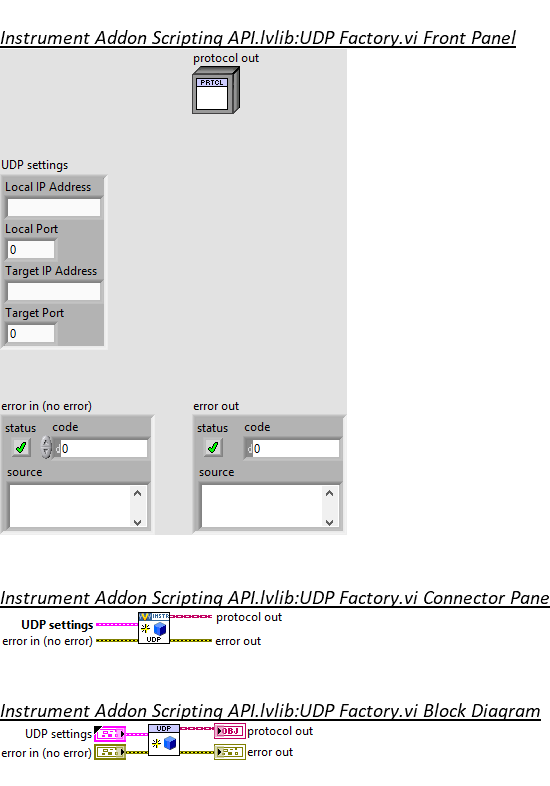 Instrument Addon Scripting API.lvlib:UDP Factory.vi Front Panel
protocol out
PRTCL
UDP settings
Local IP Address
Local Port
0
Target IP Address
Target Port
0
error in (no error)
error out
status code
status code
d0
d0
source
source
Instrument Addon Scripting API.lvlib:UDP Factory.vi Connector Pane
INSTR
protocol out
UDP settings
error in (no error)
UDP
error out
Instrument Addon Scripting API.lvlib:UDP Factory.vi Block Diagram
UDP settings
UDP
OBJ
protocol out
error in (no error)
error out